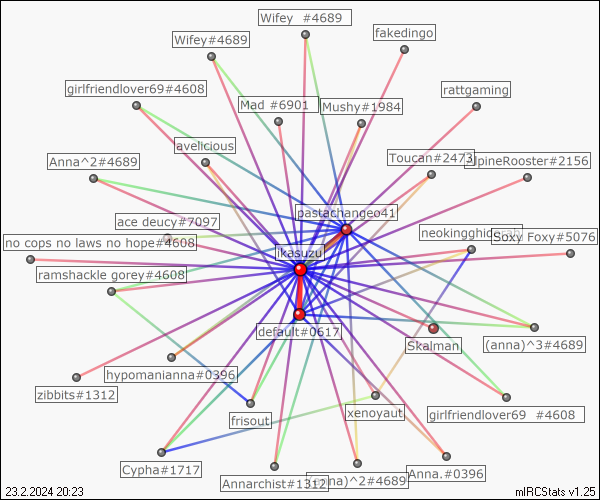 Wifey  #4689
fakedingo
Wifey#4689
girlfriendlover69#4608
rattgaming
Mad #6901
Mushy#1984
avelicious
Anna^2#4689
Toucan#2473
AlpineRooster#2156
pastachangeo41
ace deucy#7097
neokingghidorah
Soxy Foxy#5076
no cops no laws no hope#4608
ikasuzu
ramshackle gorey#4608
default#0617
Skalman
(anna)^3#4689
hypomanianna#0396
zibbits#1312
frisout
xenoyaut
girlfriendlover69  #4608
Cypha#1717
Annarchist#1312
(anna)^2#4689
Anna.#0396
23.2.2024 20:23
mIRCStats v1.25